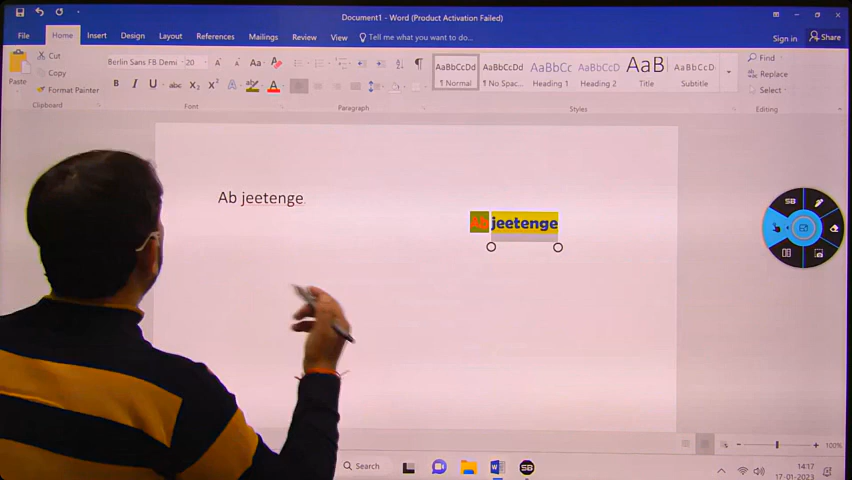 Document1 - Word (Product Activation Failed)
File Home Insert Design Layout References Mailings Review View Tell me what you want to do... Sign in Share
Paste
Cut
Copy
Format Painter
Clipboard
Berlin Sans FB Demi 20
Font
Paragraph
AaBbCcDd AaBbCcDd AaBbCc AaBbCcD AaB AaBbCcD
¶ Normal ¶ No Spac... Heading 1 Heading 2 Title Subtitle
Styles
Find
Replace
Select
Editing
Ab jeetenge
Ab jeetenge
SB
Search
SB
100%
14:17
17-01-2023